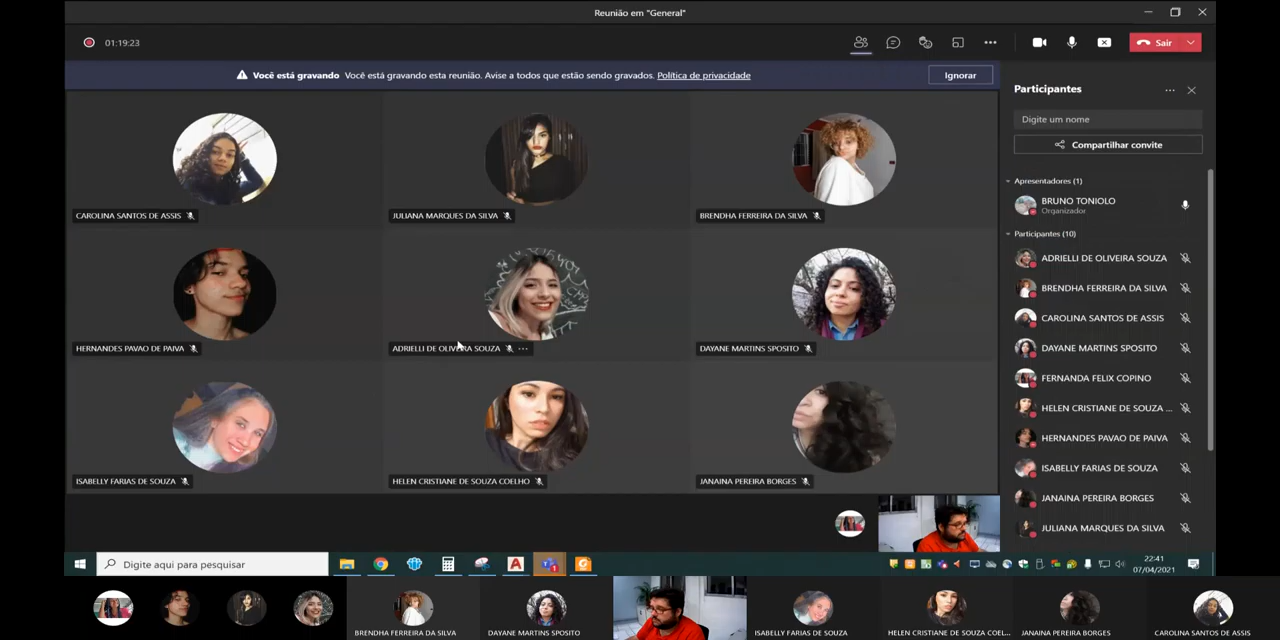 Reunião em "General"
01:19:23
Sair
Você está gravando Você está gravando esta reunião. Avise a todos que estão sendo gravados. Política de privacidade
Ignorar
Participantes
Digite um nome
Compartilhar convite
Apresentadores (1)
BRUNO TONIOLO
Organizador
Participantes (10)
ADRIELLI DE OLIVEIRA SOUZA
BRENDHA FERREIRA DA SILVA
CAROLINA SANTOS DE ASSIS
DAYANE MARTINS SPOSITO
FERNANDA FELIX COPINO
HELEN CRISTIANE DE SOUZA ...
HERNANDES PAVAO DE PAIVA
ISABELLY FARIAS DE SOUZA
JANAINA PEREIRA BORGES
JULIANA MARQUES DA SILVA
CAROLINA SANTOS DE ASSIS
JULIANA MARQUES DA SILVA
BRENDHA FERREIRA DA SILVA
HERNANDES PAVAO DE PAIVA
ADRIELLI DE OLIVEIRA SOUZA
DAYANE MARTINS SPOSITO
ISABELLY FARIAS DE SOUZA
HELEN CRISTIANE DE SOUZA COELHO
JANAINA PEREIRA BORGES
Digite aqui para pesquisar
22:41
07/04/2021
BRENDHA FERREIRA DA SILVA
DAYANE MARTINS SPOSITO
ISABELLY FARIAS DE SOUZA
HELEN CRISTIANE DE SOUZA COEL...
JANAINA PEREIRA BORGES
CAROLINA SANTOS DE ASSIS